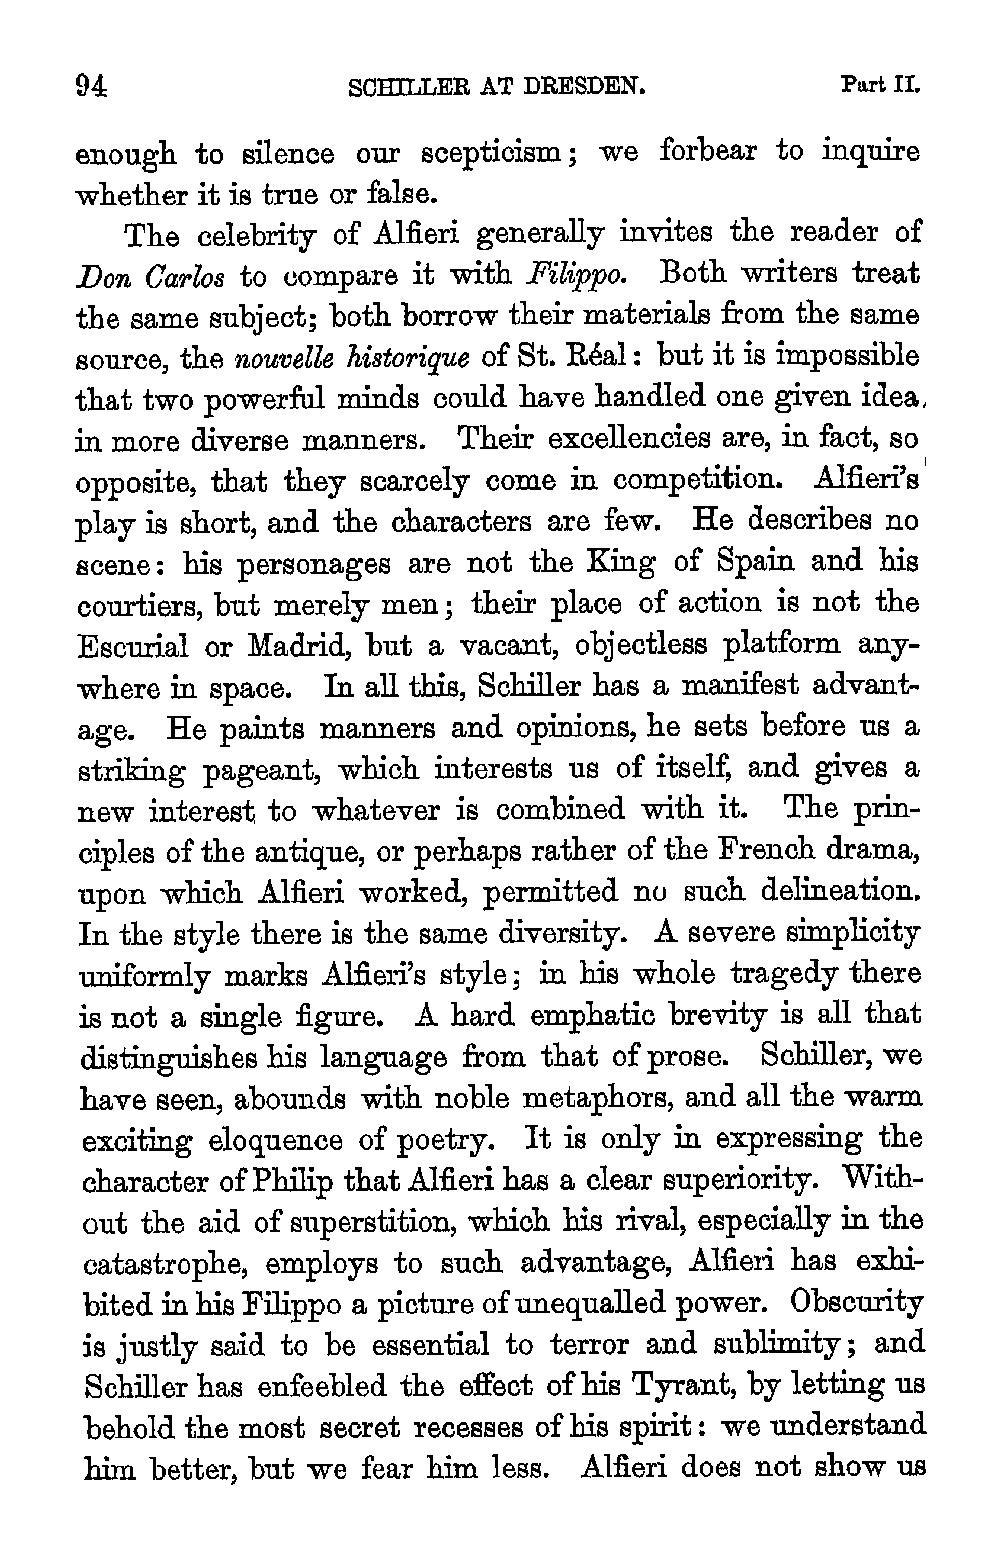 94 SCHILLER AT DRESDEN. Part II.
enough to silence our scepticism; we forbear to inquire
whether it is true or false.
The celebrity of Alfieri generally invites the reader of
Don Carlos to compare it with Filippo. Both writers treat
the same subject; both borrow their materials from the same
source, the nouvelle historique of St. Réal: but it is impossible
that two powerful minds could have handled one given idea,
in more diverse manners. Their excellencies are, in fact, so
opposite, that they scarcely come in competition. Alfieri's
play is short, and the characters are few. He describes no
scene: his personages are not the King of Spain and his
courtiers, but merely men; their place of action is not the
Escurial or Madrid, but a vacant, objectless platform any-
where in space. In all this, Schiller has a manifest advant-
age. He paints manners and opinions, he sets before us a
striking pageant, which interests us of itself, and gives a
new interest to whatever is combined with it. The prin-
ciples of the antique, or perhaps rather of the French drama,
upon which Alfieri worked, permitted no such delineation.
In the style there is the same diversity. A severe simplicity
uniformly marks Alfieri's style; in his whole tragedy there
is not a single figure. A hard emphatic brevity is all that
distinguishes his language from that of prose. Schiller, we
have seen, abounds with noble metaphors, and all the warm
exciting eloquence of poetry. It is only in expressing the
character of Philip that Alfieri has a clear superiority. With-
out the aid of superstition, which his rival, especially in the
catastrophe, employs to such advantage, Alfieri has exhi-
bited in his Filippo a picture of unequalled power. Obscurity
is justly said to be essential to terror and sublimity; and
Schiller has enfeebled the effect of his Tyrant, by letting us
behold the most secret recesses of his spirit: we understand
him better, but we fear him less. Alfieri does not show us